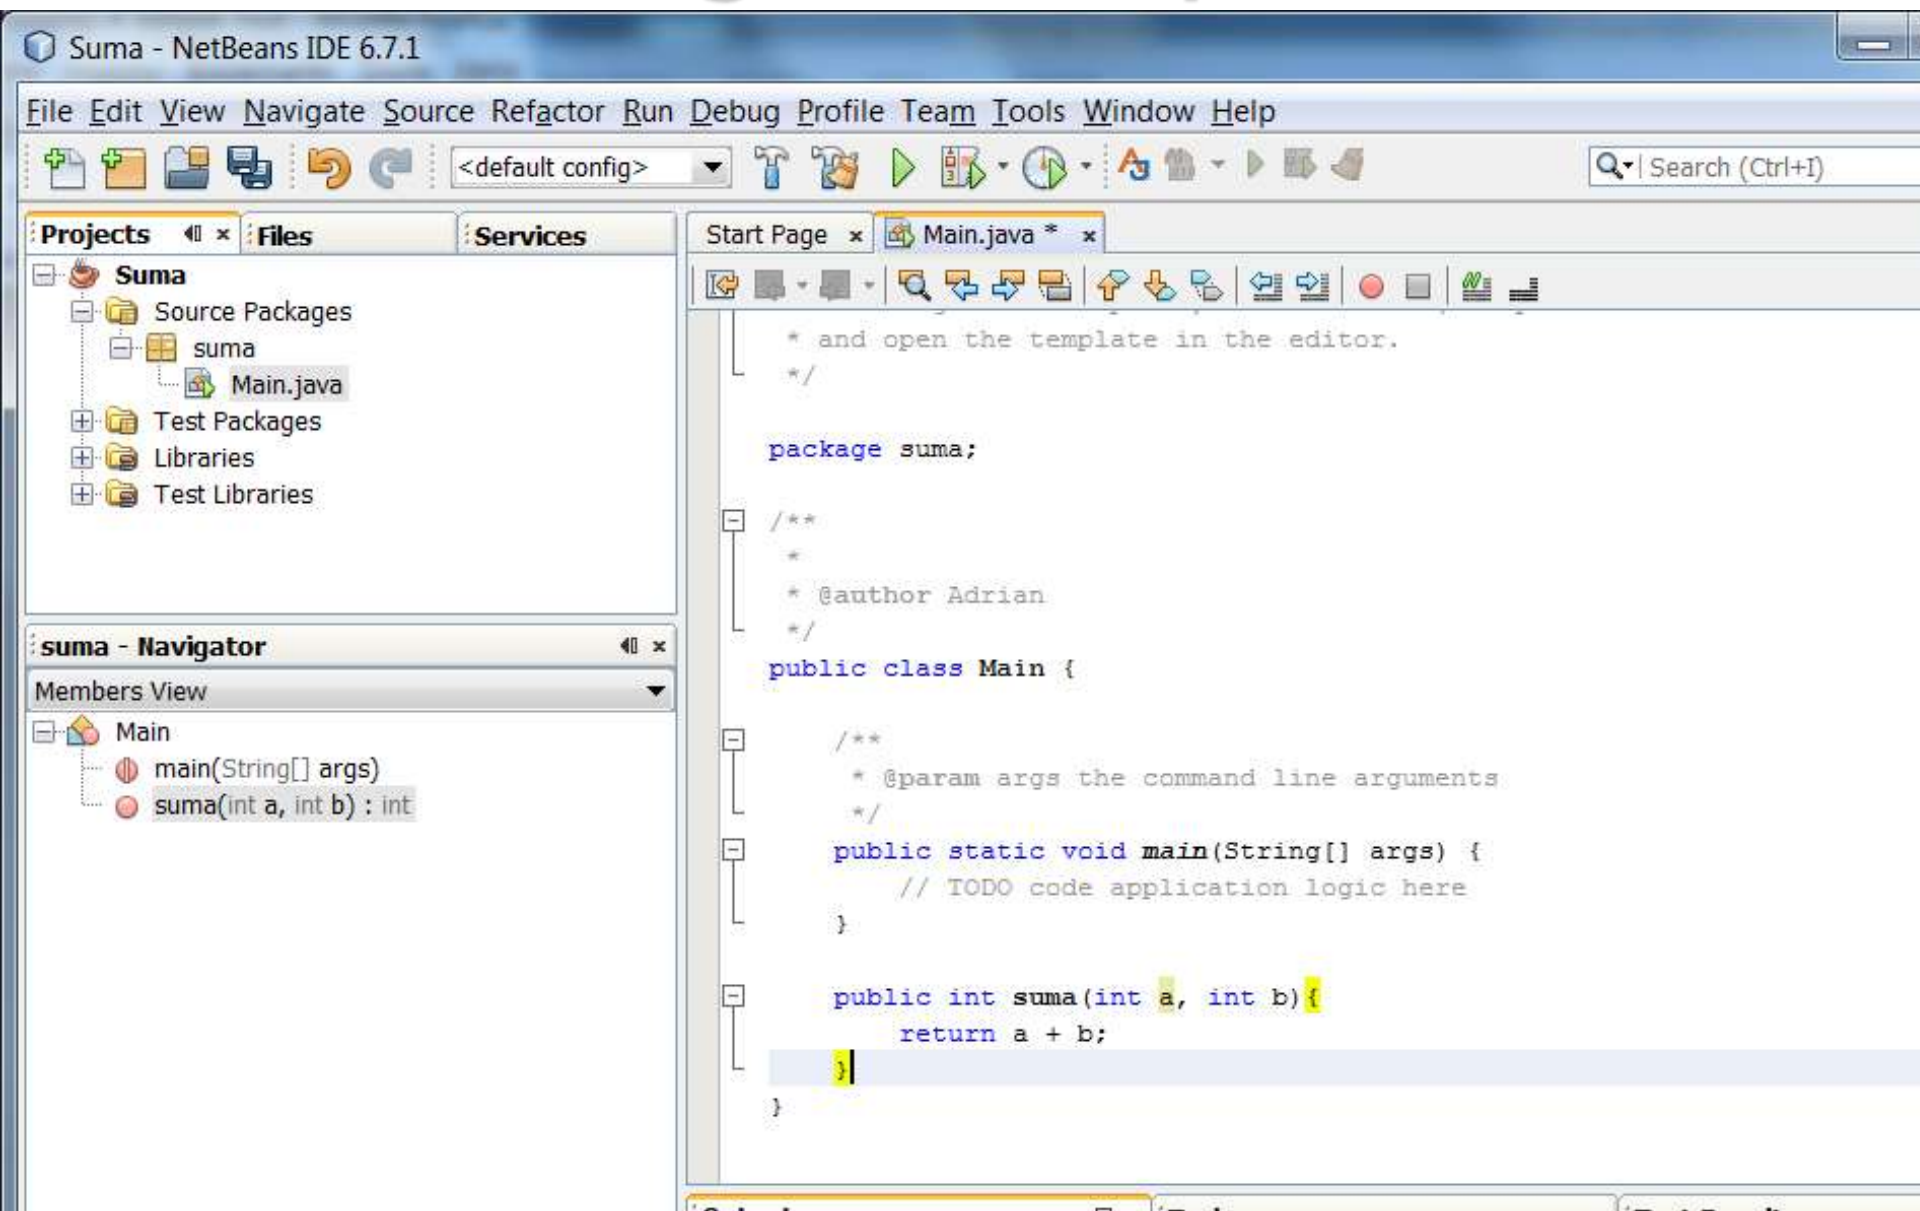 Suma - NetBeans IDE 6.7.1
File Edit View Navigate Source Refactor Run Debug Profile Team Tools Window Help
<default config>
Search (Ctrl+I)
Projects
Files
Services
Suma
Source Packages
suma
Main.java
Test Packages
Libraries
Test Libraries
suma - Navigator
Members View
Main
main(String[] args)
suma(int a, int b) : int
Start Page
Main.java *
* and open the template in the editor.
*/
package suma;
/**
*
* @author Adrian
*/
public class Main {
/**
* @param args the command line arguments
*/
public static void main(String[] args) {
// TODO code application logic here
}
public int suma(int a, int b){
return a + b;
}
}